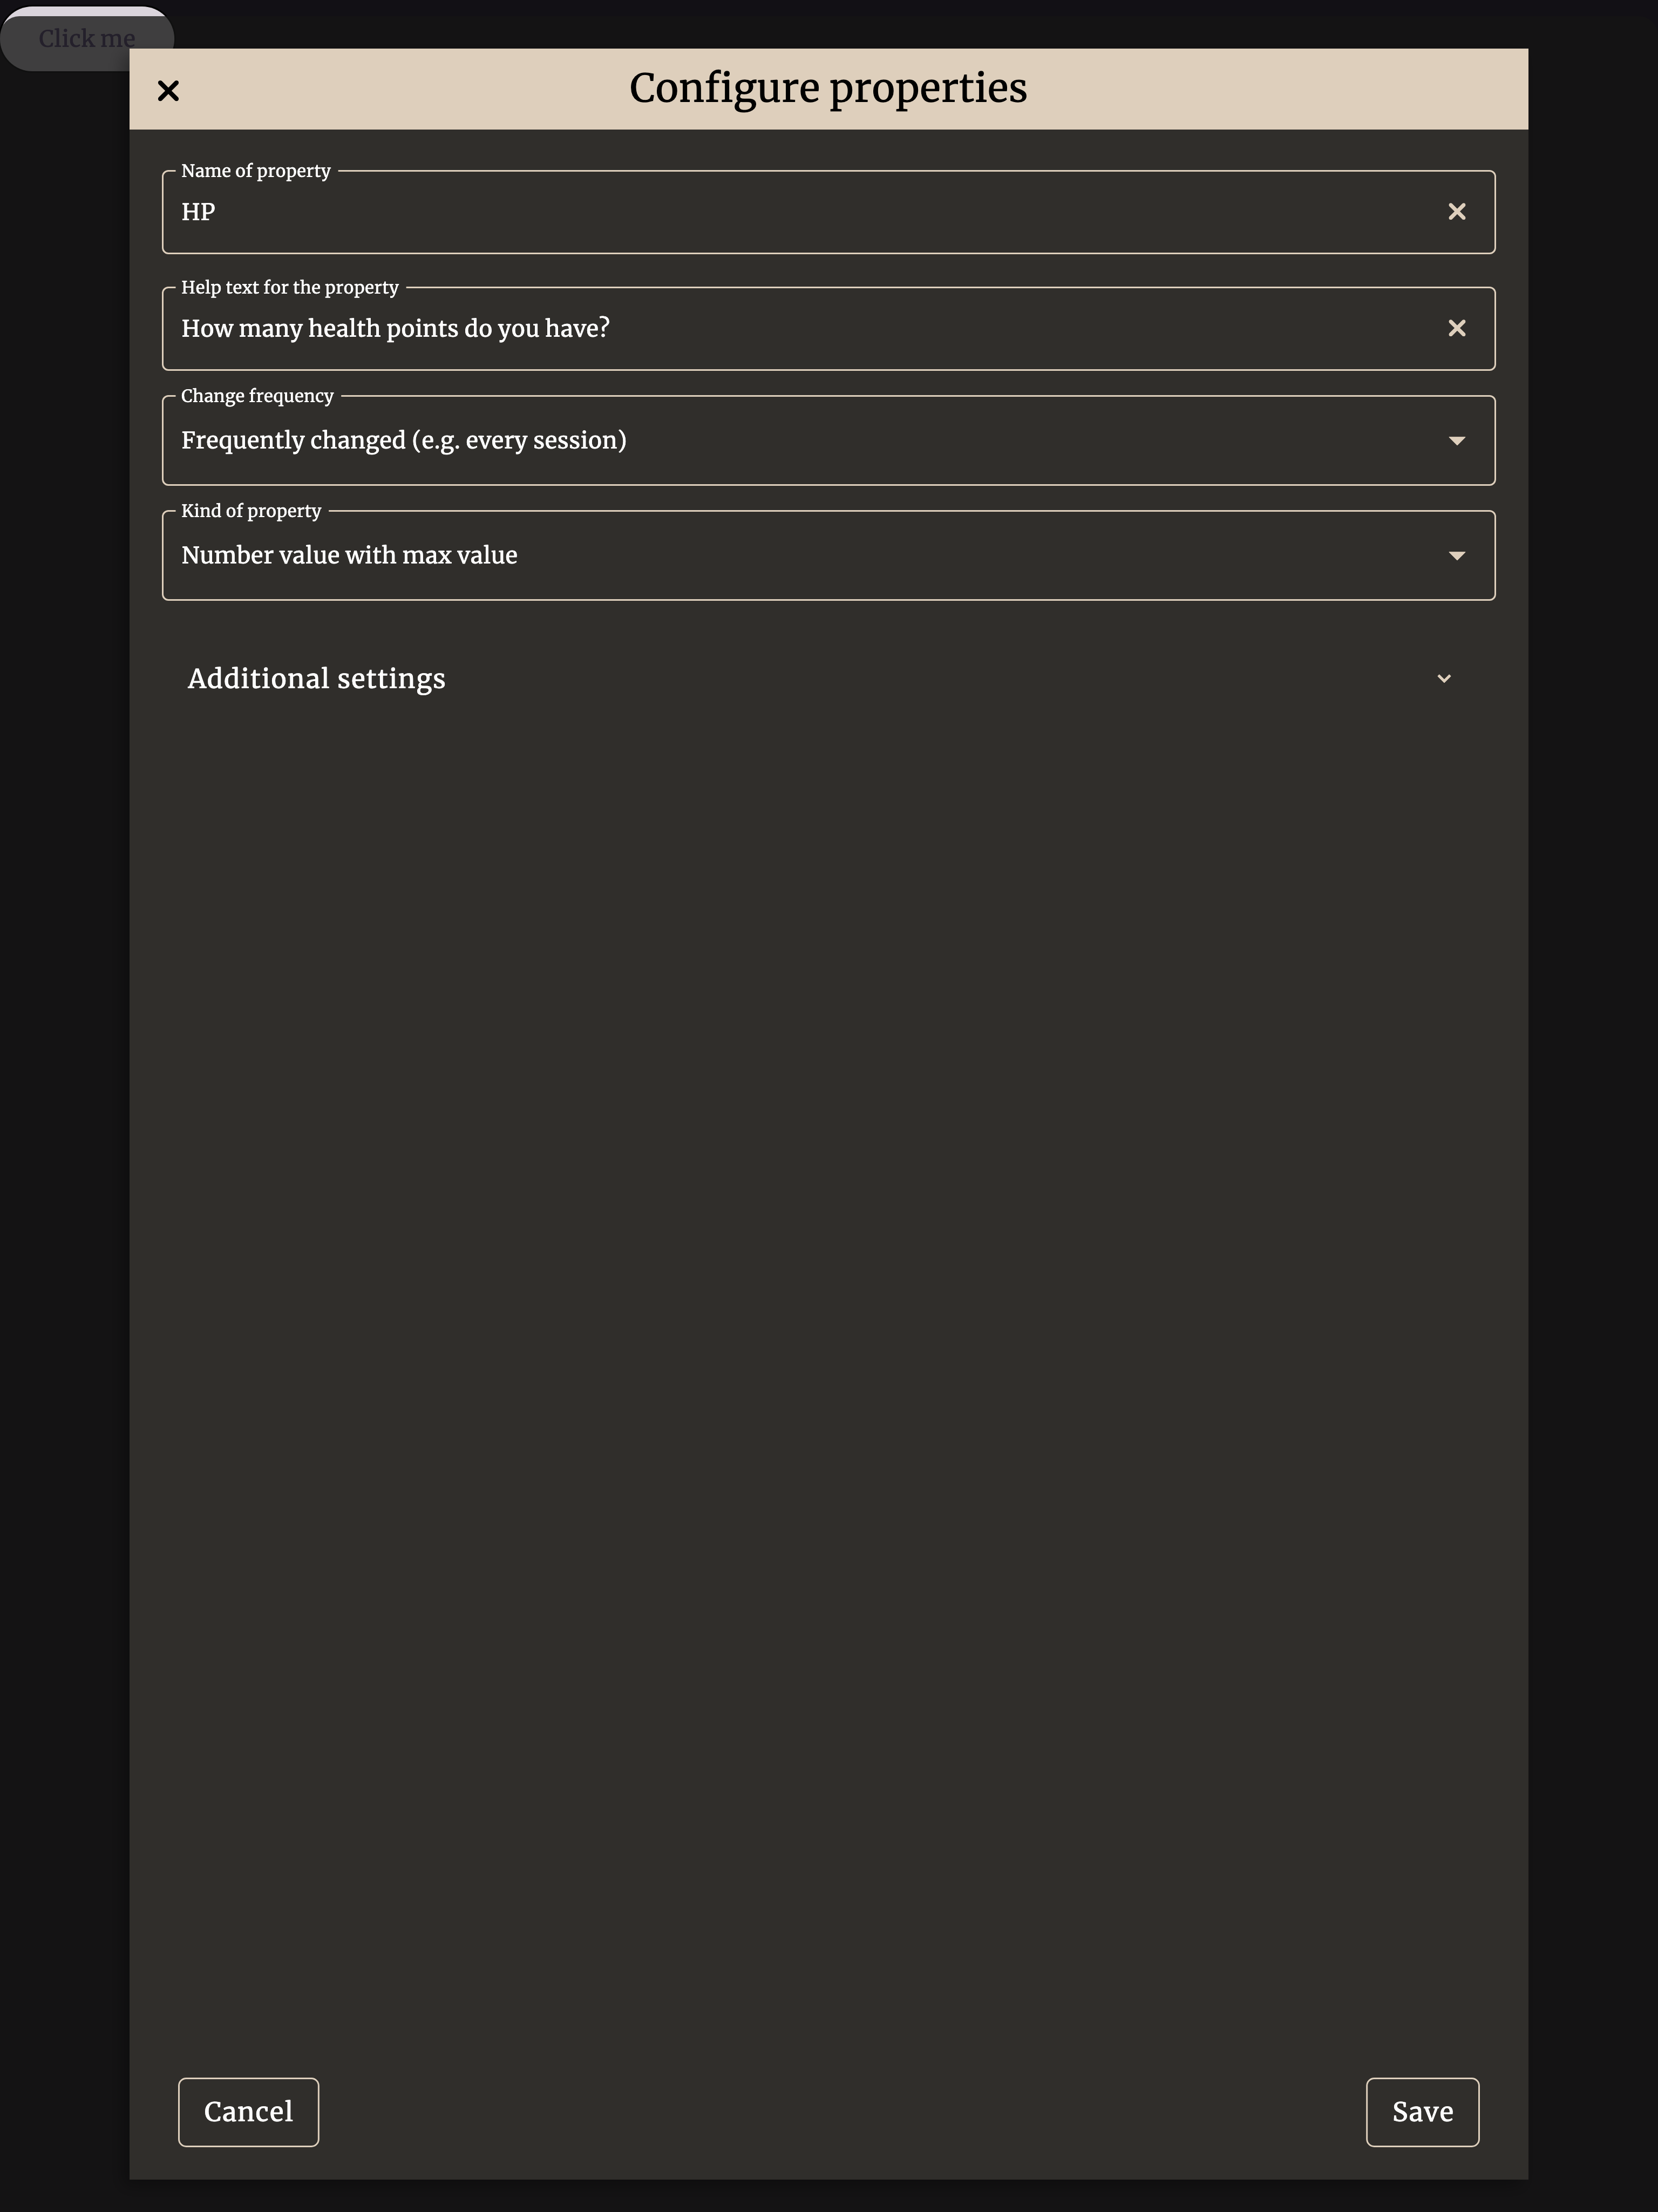 Click me
Configure properties
Name of property
HP
Help text for the property
How many health points do you have?
Change frequency
Frequently changed (e.g. every session)
Kind of property
Number value with max value
Additional settings
Cancel
Save